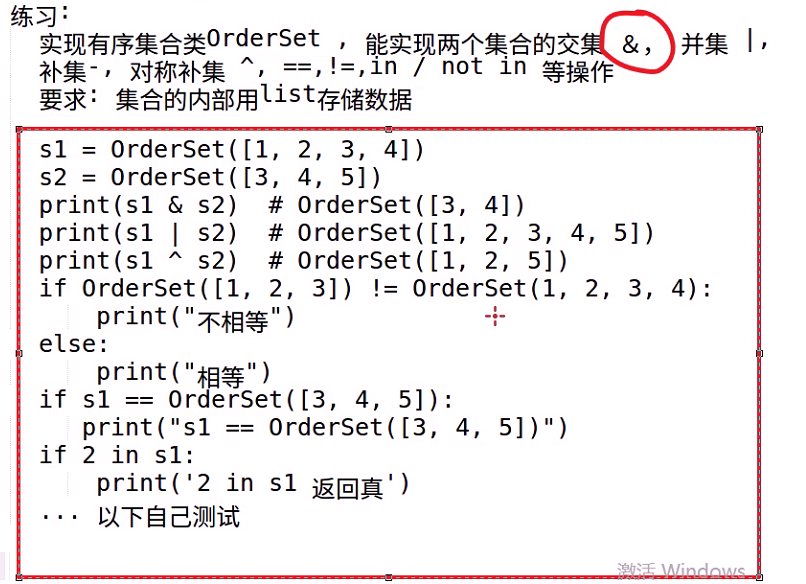 练习:
实现有序集合类OrderSet , 能实现两个集合的交集 &, 并集 |,
补集-, 对称补集 ^, ==,!=,in / not in 等操作
要求: 集合的内部用list存储数据
s1 = OrderSet([1, 2, 3, 4])
s2 = OrderSet([3, 4, 5])
print(s1 & s2)  # OrderSet([3, 4])
print(s1 | s2)  # OrderSet([1, 2, 3, 4, 5])
print(s1 ^ s2)  # OrderSet([1, 2, 5])
if OrderSet([1, 2, 3]) != OrderSet(1, 2, 3, 4):
    print("不相等")
else:
    print("相等")
if s1 == OrderSet([3, 4, 5]):
   print("s1 == OrderSet([3, 4, 5])")
if 2 in s1:
    print('2 in s1 返回真')
... 以下自己测试
激活 Windows